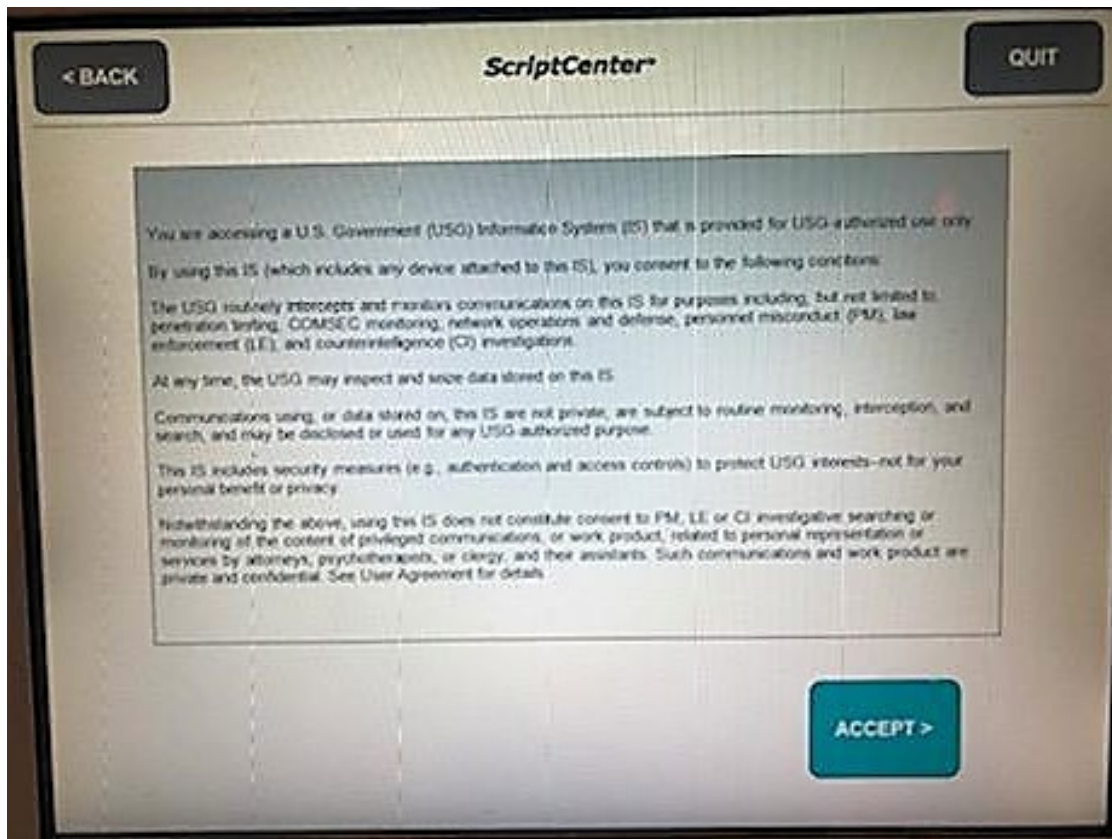 < BACK
ScriptCenter
QUIT
You are accessing a U.S. Government (USG) Information System (IS) that is provided for USG-authorized use only
By using this IS (which includes any device attached to this IS), you consent to the following conditions:
The USG routinely intercepts and monitors communications on this IS for purposes including, but not limited to,
penetration testing, COMSEC monitoring, network operations and defense, personnel misconduct (PM), law
enforcement (LE), and counterintelligence (CI) investigations.
At any time, the USG may inspect and seize data stored on this IS
Communications using, or data stored on, this IS are not private, are subject to routine monitoring, interception, and
search, and may be disclosed or used for any USG-authorized purpose.
This IS includes security measures (e.g., authentication and access controls) to protect USG interests--not for your
personal benefit or privacy
Notwithstanding the above, using this IS does not constitute consent to PM, LE or CI investigative searching or
monitoring of the content of privileged communications, or work product, related to personal representation or
services by attorneys, psychotherapists, or clergy, and their assistants. Such communications and work product are
private and confidential. See User Agreement for details
ACCEPT >